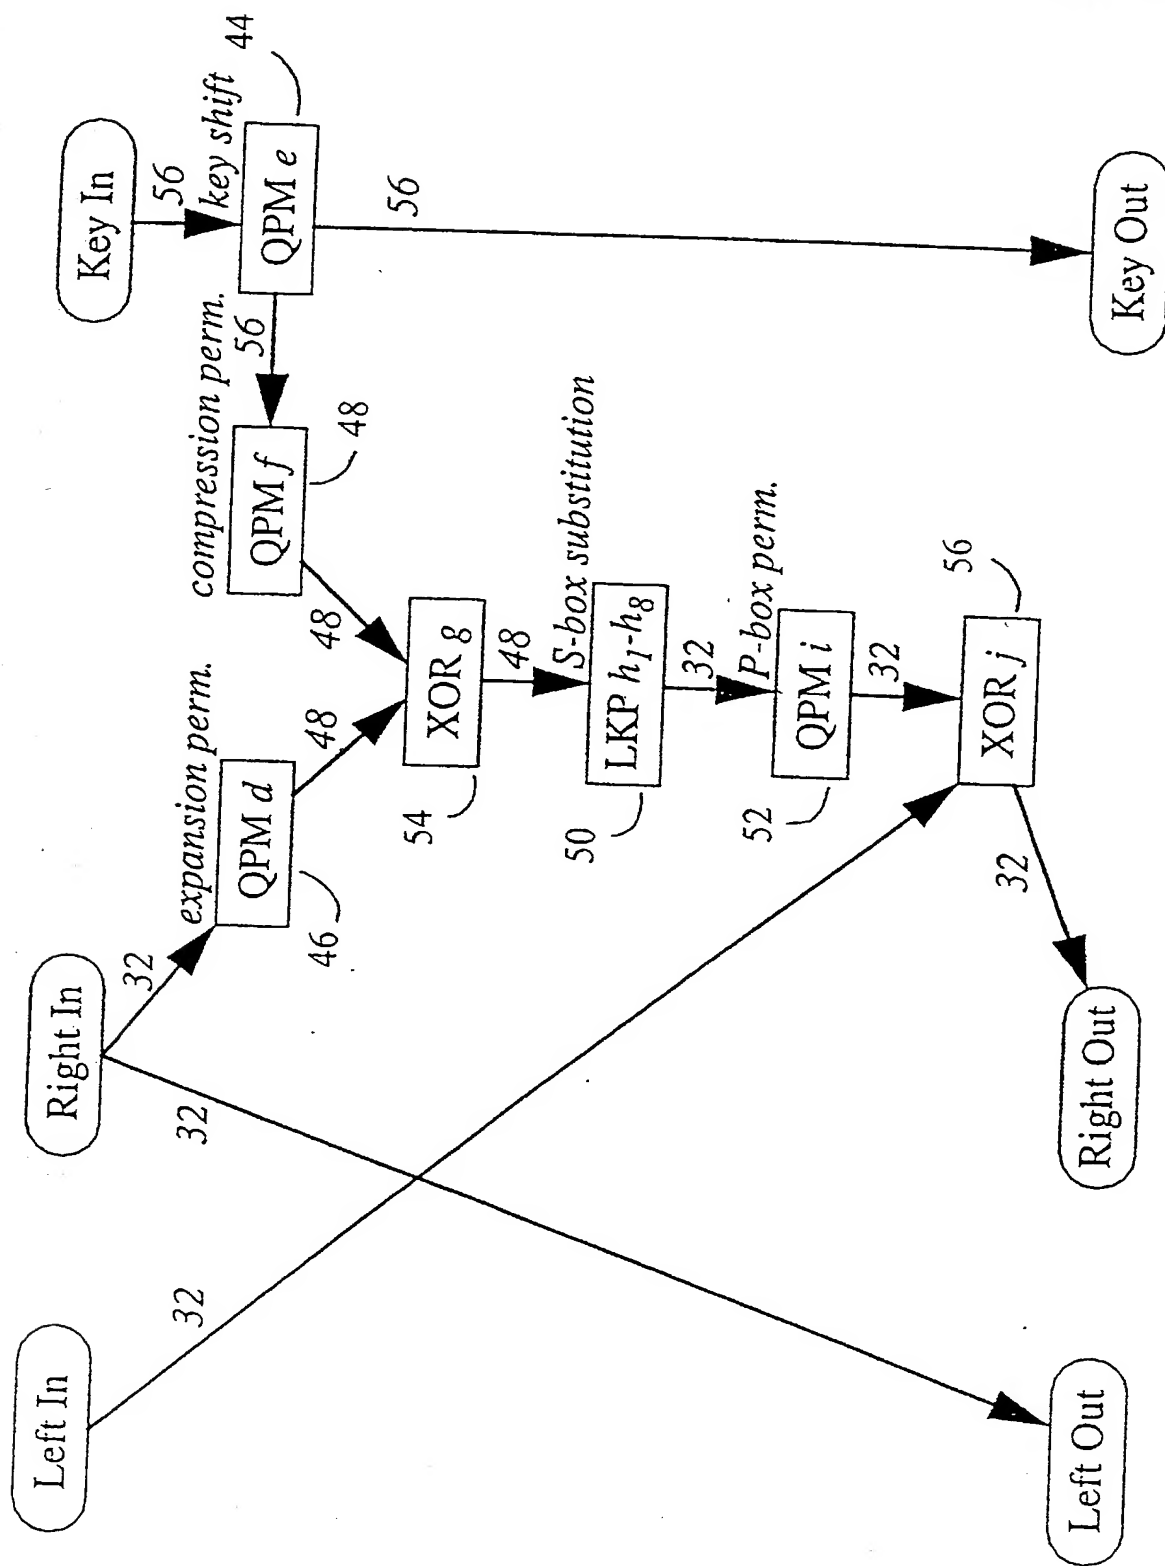 Left In
Right In
Key In
32
32
32
56
expansion perm.
compression perm.
key shift
QPM d
QPM f
QPM e
46
48
44
56
56
48
48
XOR g
54
48
S-box substitution
LKP h1-h8
50
32
P-box perm.
QPM i
52
32
XOR j
56
32
Left Out
Right Out
Key Out